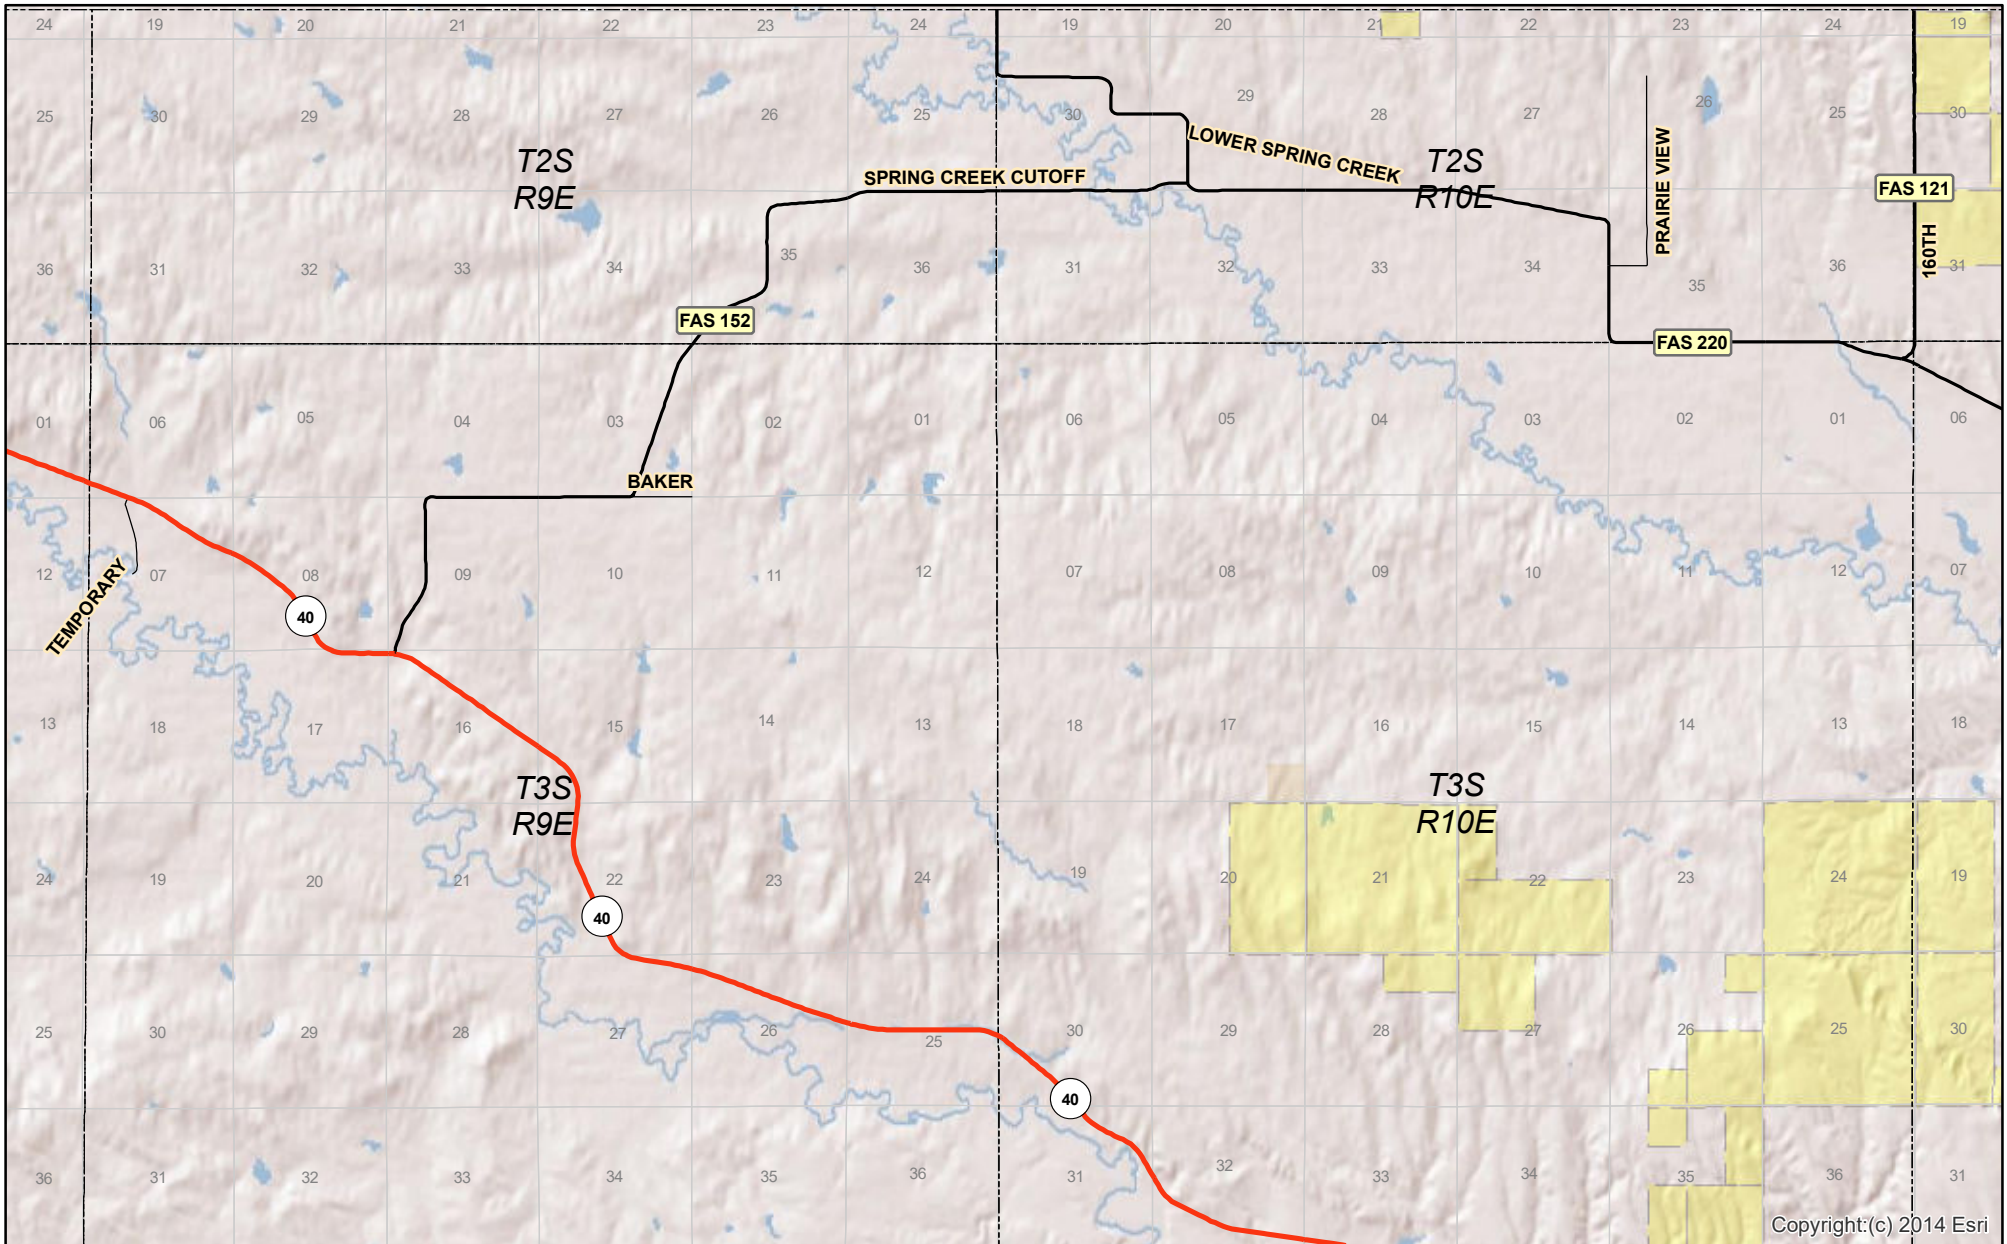 24 19 20 21 22 23 24 19 20 21 22 23 24 19
25 30 29 28 27 26 25 30 29 28 27 26 25 30
T2S
R9E
T2S
R10E
SPRING CREEK CUTOFF
LOWER SPRING CREEK
PRAIRIE VIEW
FAS 121
160TH
36 31 32 33 34 35 36 31 32 33 34 35 36 31
FAS 152
FAS 220
01 06 05 04 03 02 01 06 05 04 03 02 01 06
BAKER
12 07 08 09 10 11 12 07 08 09 10 11 12 07
TEMPORARY
40
13 18 17 16 15 14 13 18 17 16 15 14 13 18
T3S
R9E
T3S
R10E
24 19 20 21 22 23 24 19 20 21 22 23 24 19
40
25 30 29 28 27 26 25 30 29 28 27 26 25 30
40
36 31 32 33 34 35 36 31 32 33 34 35 36 31
Copyright:(c) 2014 Esri